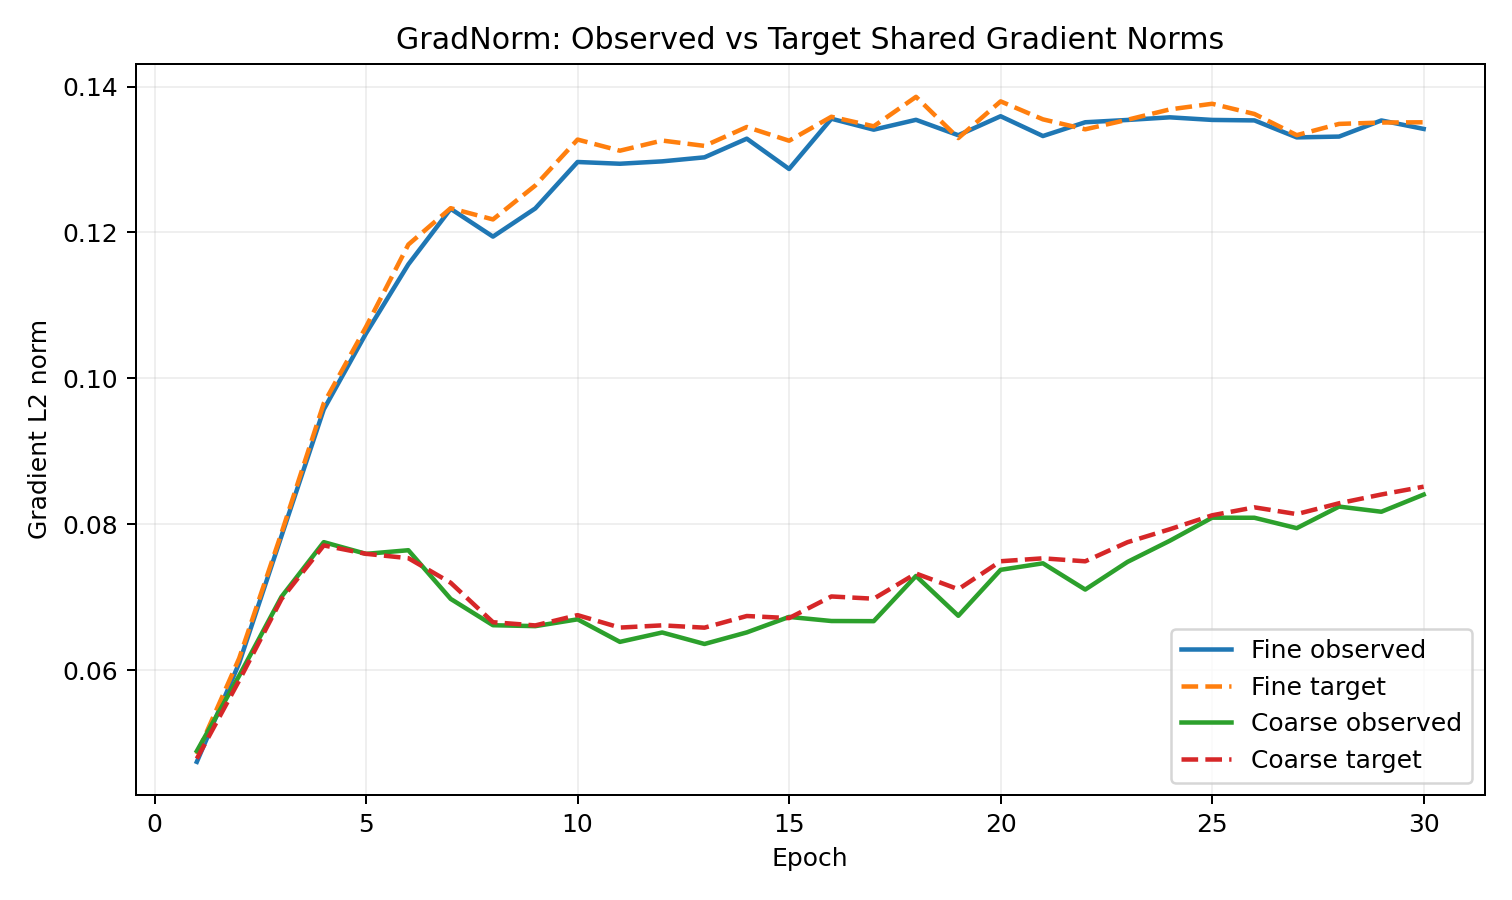 GradNorm: Observed vs Target Shared Gradient Norms
Gradient L2 norm
0.14
0.12
0.10
0.08
0.06
0 5 10 15 20 25 30
Epoch
Fine observed
Fine target
Coarse observed
Coarse target